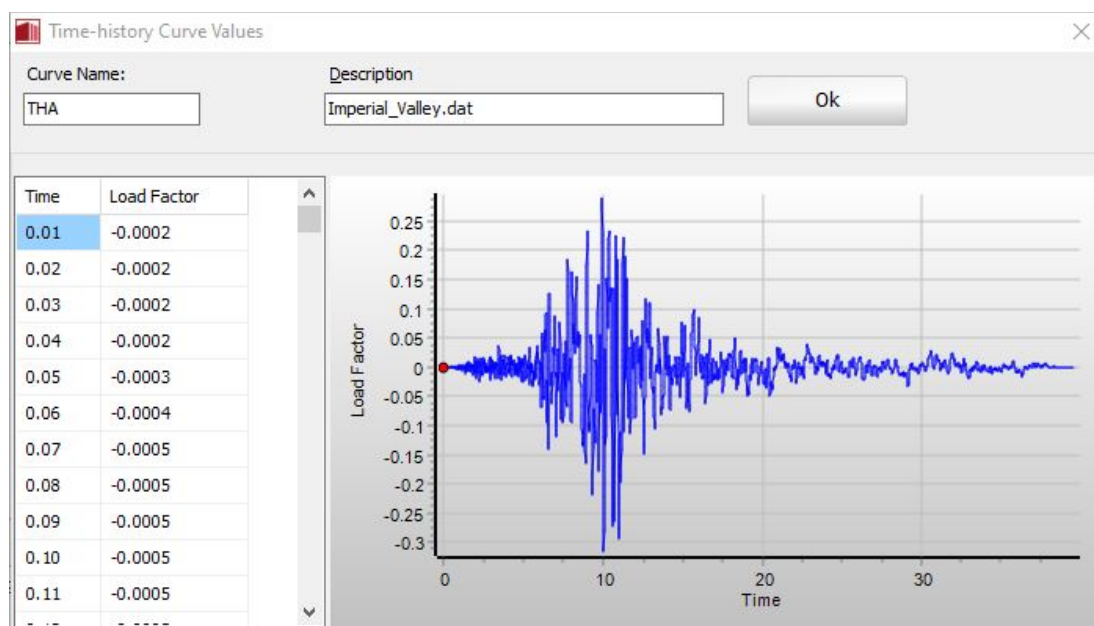 Time-history Curve Values
Curve Name:
Description
THA
Imperial_Valley.dat
Ok
Time Load Factor
0.01 -0.0002
0.02 -0.0002
0.03 -0.0002
0.04 -0.0002
0.05 -0.0003
0.06 -0.0004
0.07 -0.0005
0.08 -0.0005
0.09 -0.0005
0.10 -0.0005
0.11 -0.0005
Load Factor
0.25
0.2
0.15
0.1
0.05
0
-0.05
-0.1
-0.15
-0.2
-0.25
-0.3
0 10 20 30
Time